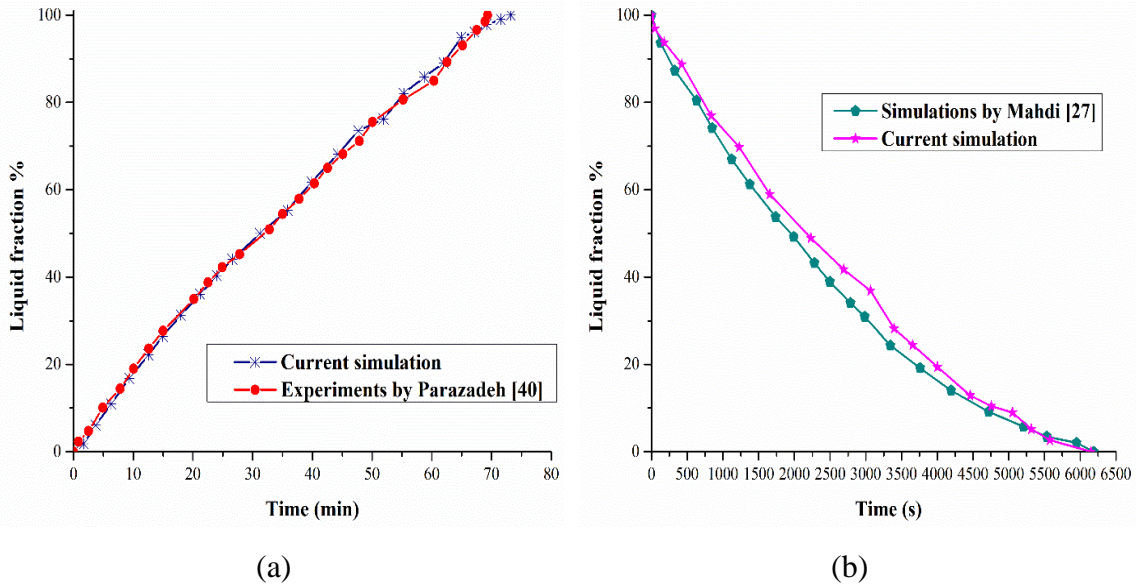 100
80
60
40
20
0
Liquid fraction %
Current simulation
Experiments by Parazadeh [40]
0 10 20 30 40 50 60 70 80
Time (min)
(a)
100
80
60
40
20
0
Liquid fraction %
Simulations by Mahdi [27]
Current simulation
0 500 1000 1500 2000 2500 3000 3500 4000 4500 5000 5500 6000 6500
Time (s)
(b)